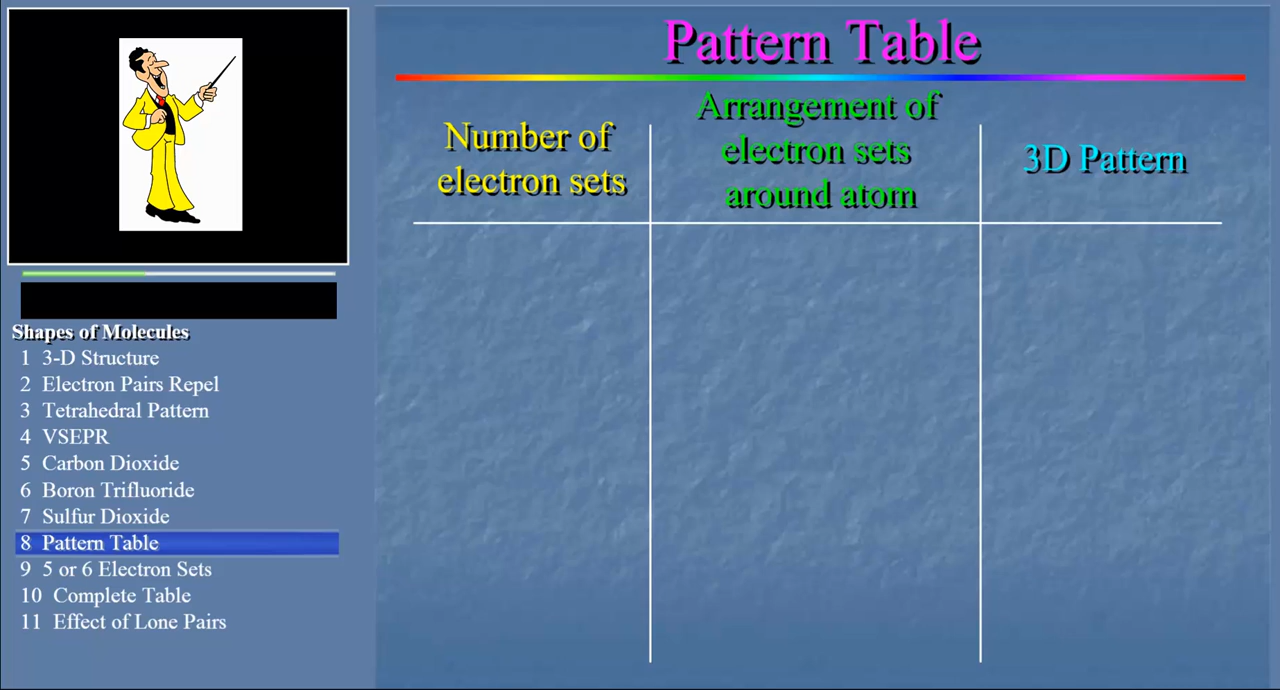 Pattern Table
Number of
electron sets
Arrangement of
electron sets
around atom
3D Pattern
Shapes of Molecules
1 3-D Structure
2 Electron Pairs Repel
3 Tetrahedral Pattern
4 VSEPR
5 Carbon Dioxide
6 Boron Trifluoride
7 Sulfur Dioxide
8 Pattern Table
9 5 or 6 Electron Sets
10 Complete Table
11 Effect of Lone Pairs